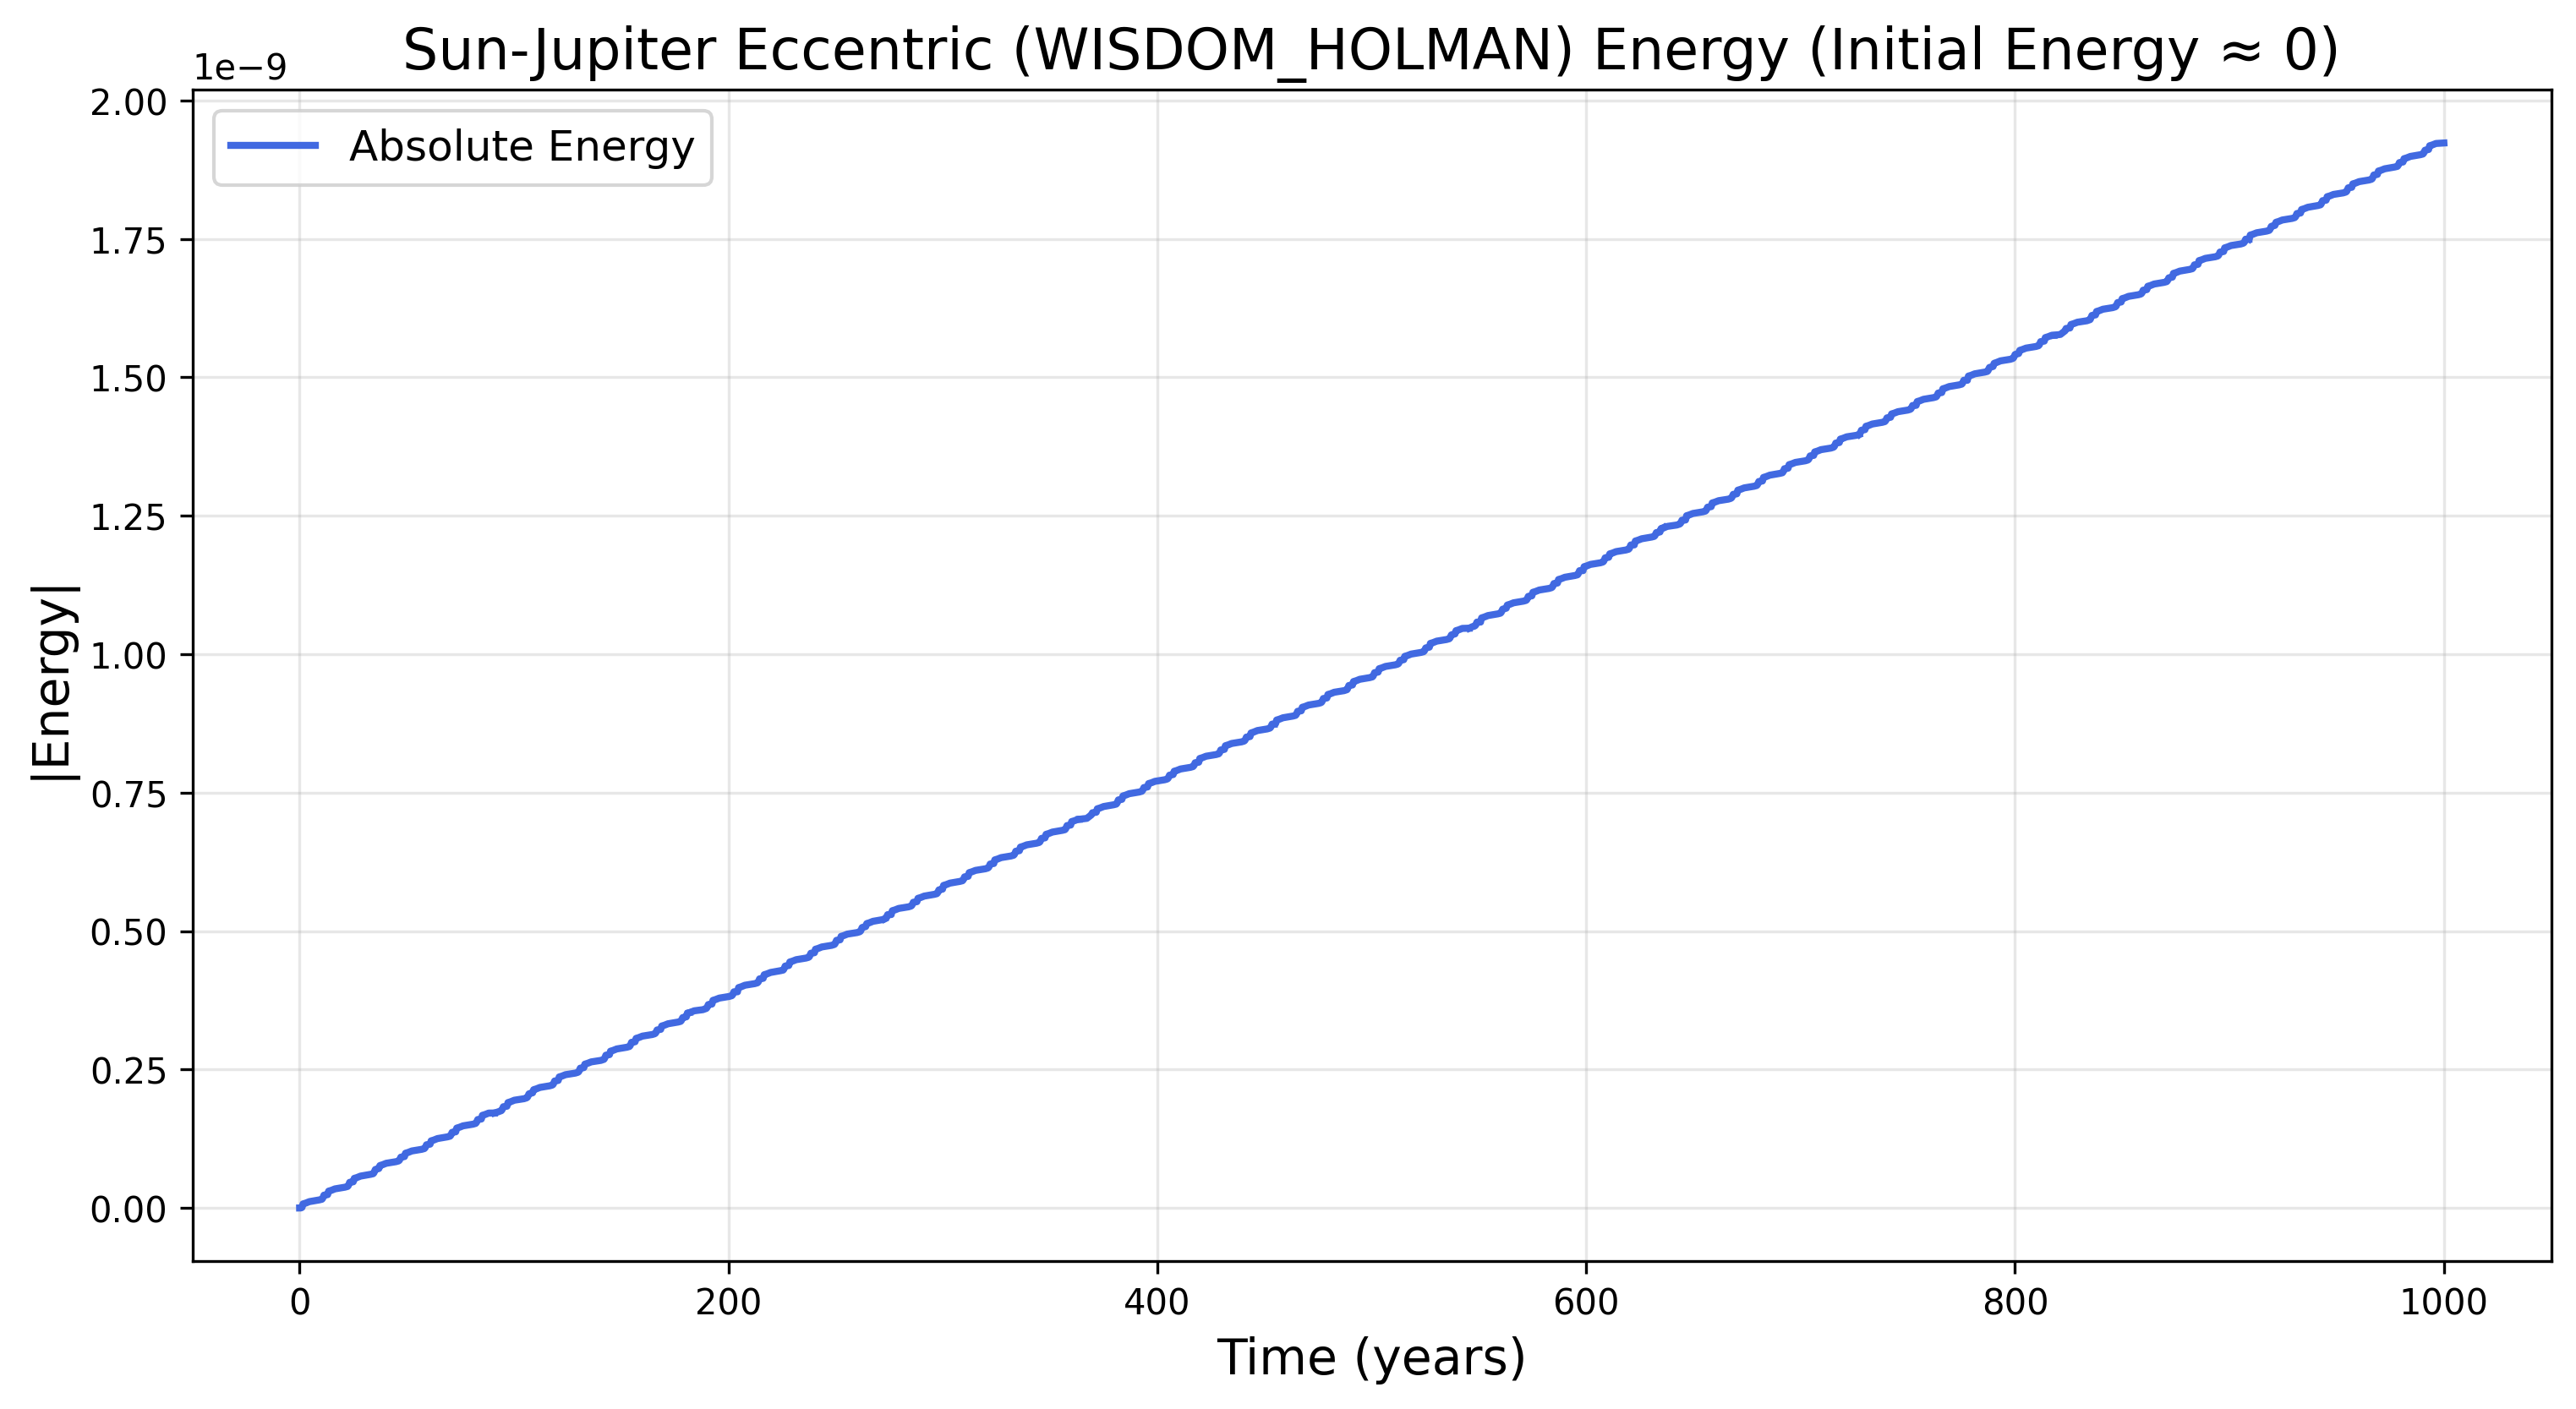 Sun-Jupiter Eccentric (WISDOM_HOLMAN) Energy (Initial Energy ≈ 0)
1e−9
Absolute Energy
2.00
1.75
1.50
1.25
1.00
0.75
0.50
0.25
0.00
|Energy|
0 200 400 600 800 1000
Time (years)